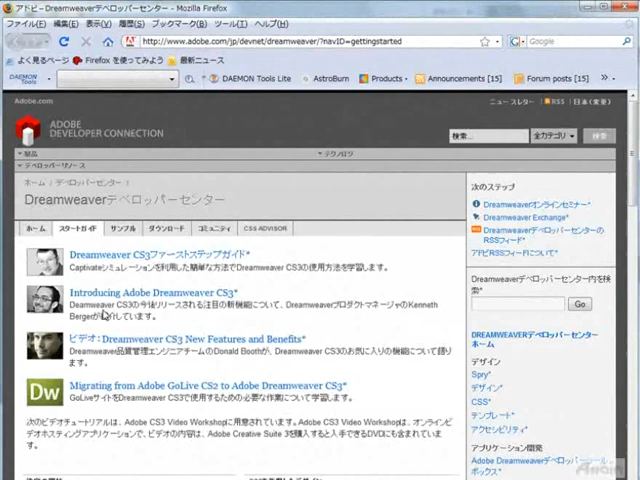 アドビ - Dreamweaverデベロッパーセンター - Mozilla Firefox
ファイル(F) 編集(E) 表示(V) 履歴(S) ブックマーク(B) ツール(T) ヘルプ(H)
http://www.adobe.com/jp/devnet/dreamweaver/?navID=gettingstarted
Google
よく見るページ Firefox を使ってみよう 最新ニュース
DAEMON Tools DAEMON Tools Lite AstroBurn Products Announcements [15] Forum posts [15]
Adobe.com
ニュースレター RSS 日本(変更)
ADOBE
DEVELOPER CONNECTION
検索... 全カテゴリ 検索
製品 テクノロジ
デベロッパーリソース
ホーム / デベロッパーセンター /
Dreamweaverデベロッパーセンター
ホーム スタートガイド サンプル ダウンロード コミュニティ CSS ADVISOR
Dreamweaver CS3ファーストステップガイド*
Captivateシミュレーションを利用した簡単な方法でDreamweaver CS3の使用方法を学習します。
Introducing Adobe Dreamweaver CS3*
Deamweaver CS3の今後リリースされる注目の新機能について、DreamweaverプロダクトマネージャのKenneth
Bergerが紹介しています。
ビデオ: Dreamweaver CS3 New Features and Benefits*
Dreamweaver品質管理エンジニアチームのDonald Boothが、Dreamweaver CS3のお気に入りの機能について語り
ます。
Dw
Migrating from Adobe GoLive CS2 to Adobe Dreamweaver CS3*
GoLiveサイトをDreamweaver CS3で使用するための必要な作業について学習します。
次のビデオチュートリアルは、Adobe CS3 Video Workshopに用意されています。Adobe CS3 Video Workshopは、オンラインビ
デオホスティングアプリケーションで、ビデオの内容は、Adobe Creative Suite 3を購入すると入手できるDVDにも含まれていま
す。
次のステップ
Dreamweaverオンラインセミナー*
Dreamweaver Exchange*
Dreamweaverデベロッパーセンターの
RSSフィード*
アドビRSSフィードについて*
Dreamweaverデベロッパーセンター内を検
索*
Go
DREAMWEAVERデベロッパーセンター
ホーム
デザイン
Spry*
デザイン*
CSS*
テンプレート*
アクセシビリティ*
アプリケーション開発
Adobe Dreamweaverデベロッパーツール
ボックス*